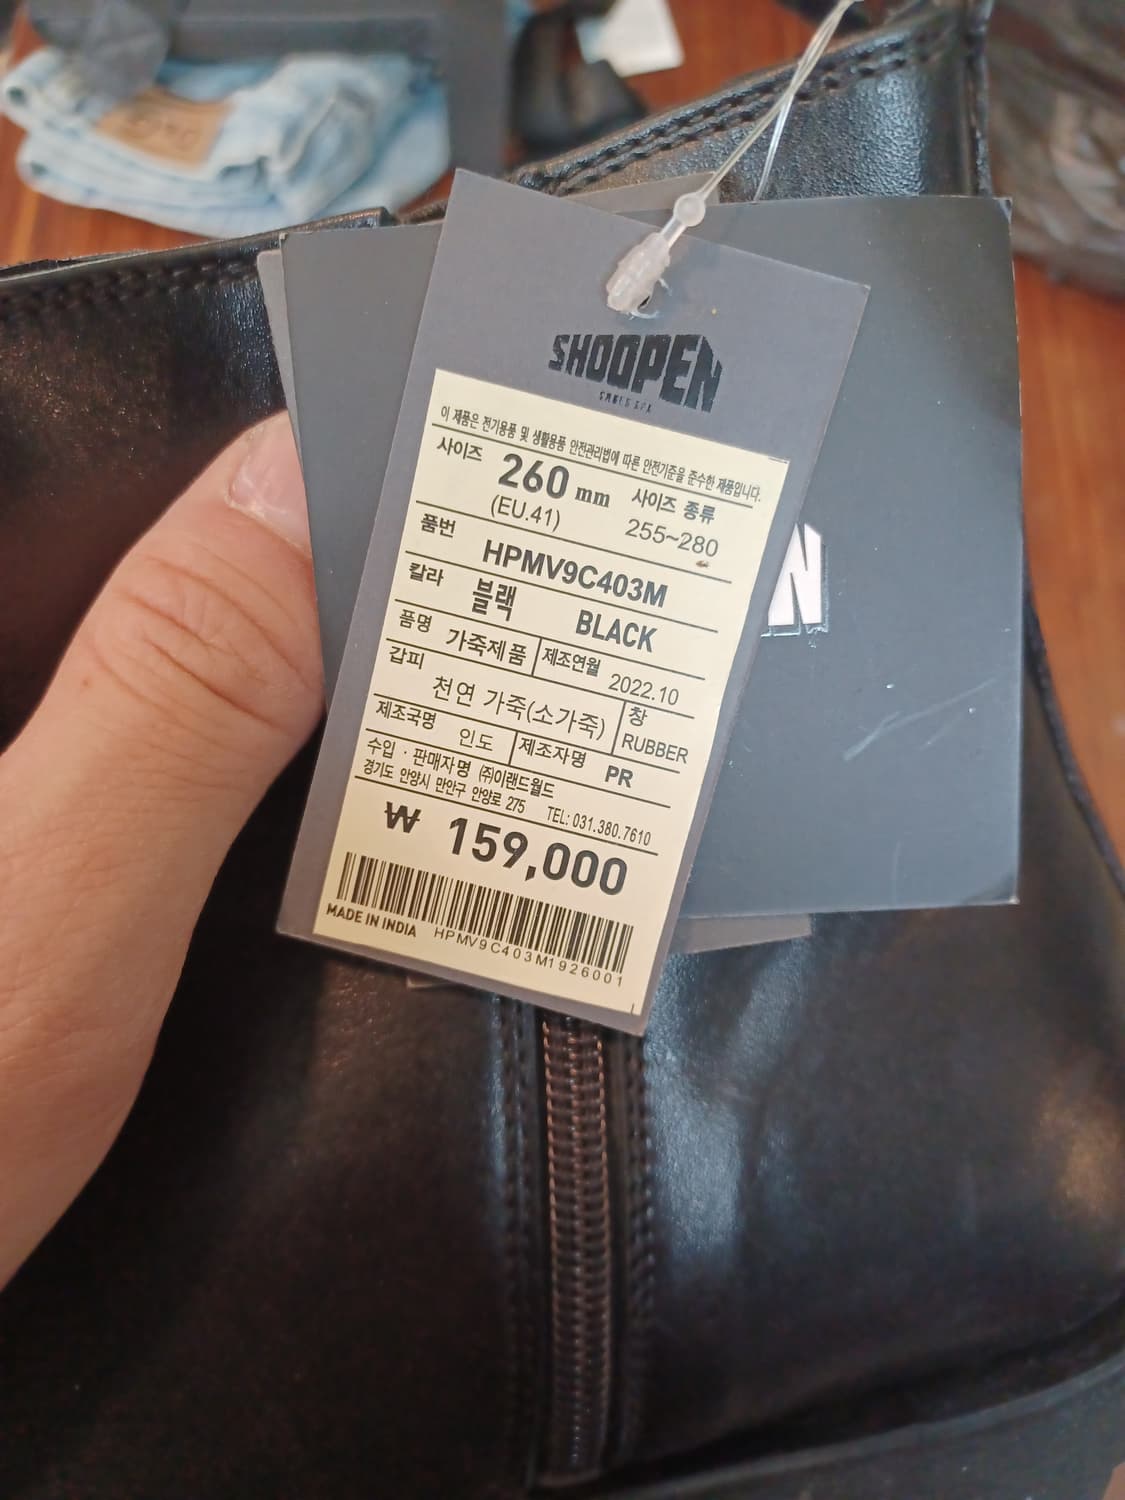 SHOOPEN
SHOES SPA
이 제품은 전기용품 및 생활용품 안전관리법에 따른 안전기준을 준수한 제품입니다.
사이즈 260 mm 사이즈 종류
(EU.41) 255~280
품번 HPMV9C403M
칼라 블랙 BLACK
품명 가죽제품 제조연월 2022.10
갑피 천연 가죽(소가죽) 창 RUBBER
제조국명 인도 제조자명 PR
수입 · 판매자명 ㈜이랜드월드
경기도 안양시 만안구 안양로 275 TEL: 031.380.7610
₩ 159,000
MADE IN INDIA HPMV9C403M1926001
N